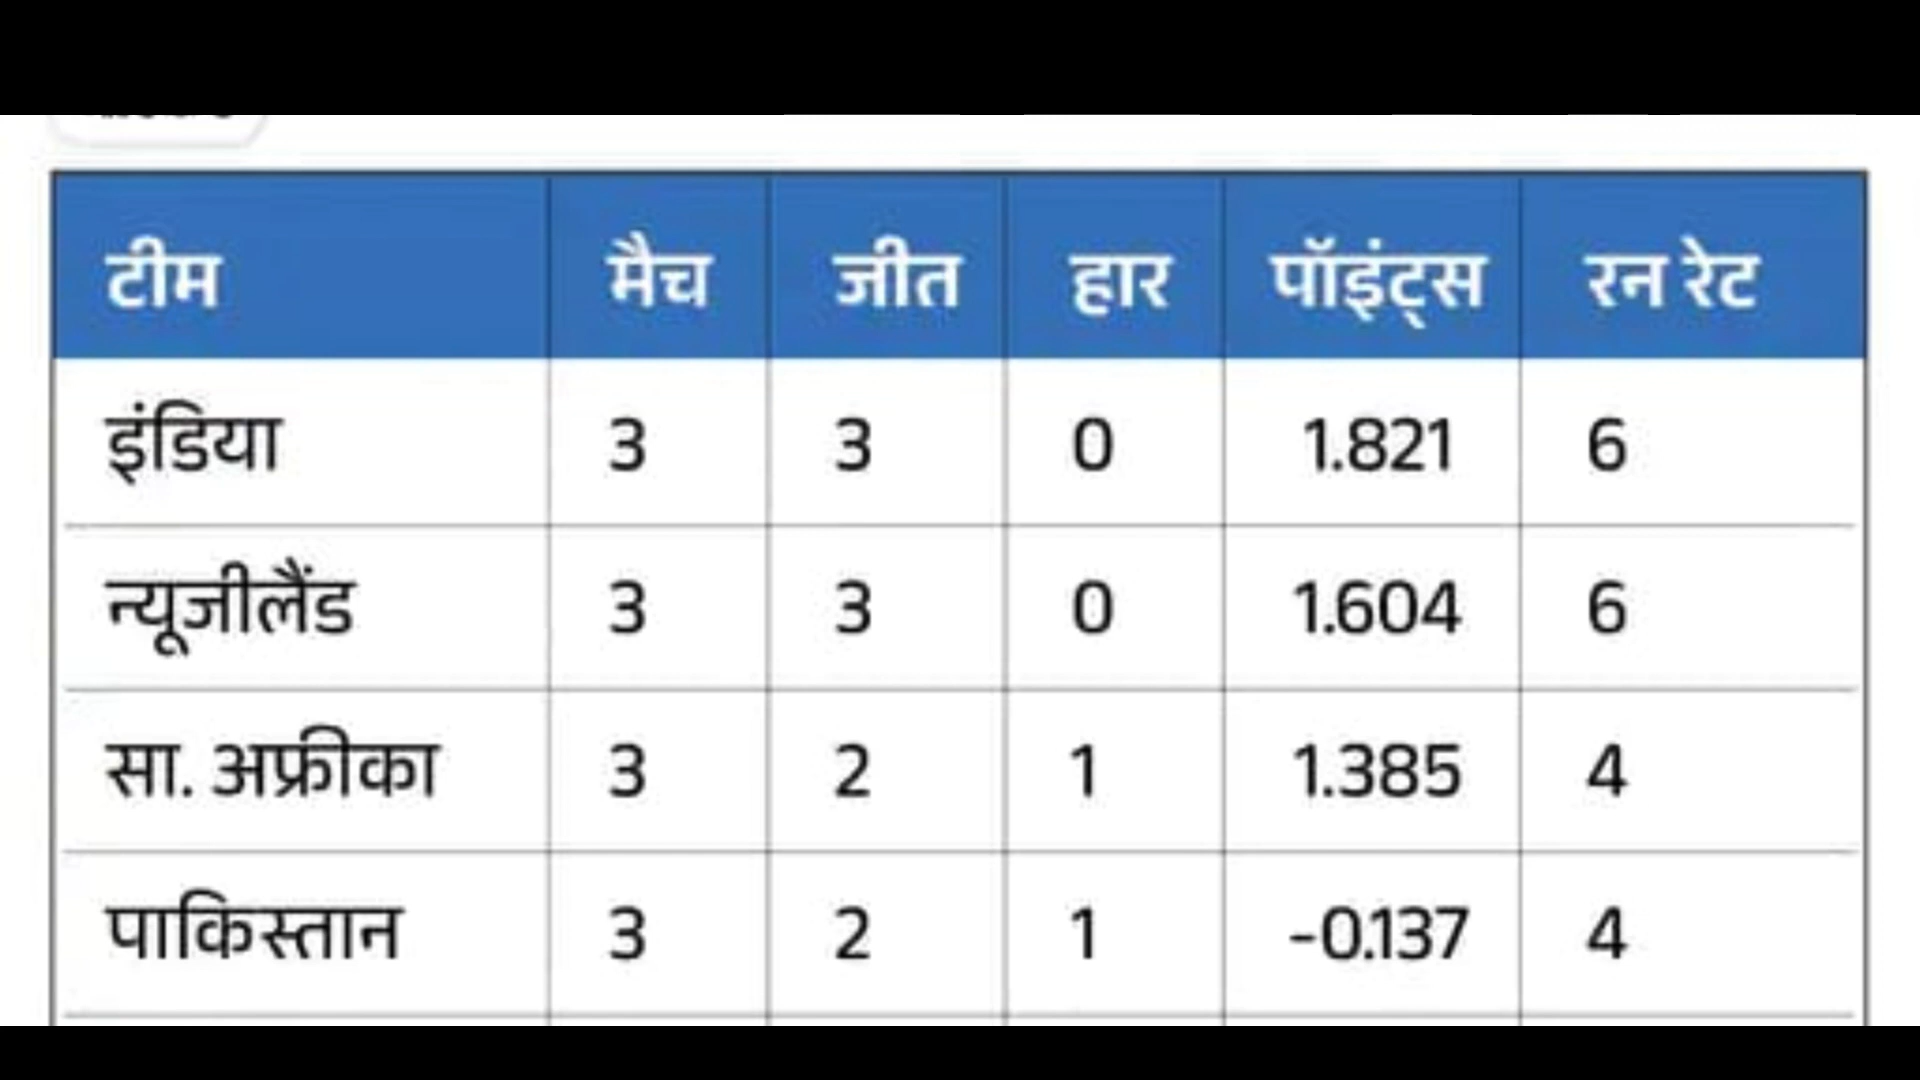 टीम मैच जीत हार पॉइंट्स रन रेट
इंडिया 3 3 0 1.821 6
न्यूजीलैंड 3 3 0 1.604 6
सा. अफ्रीका 3 2 1 1.385 4
पाकिस्तान 3 2 1 -0.137 4